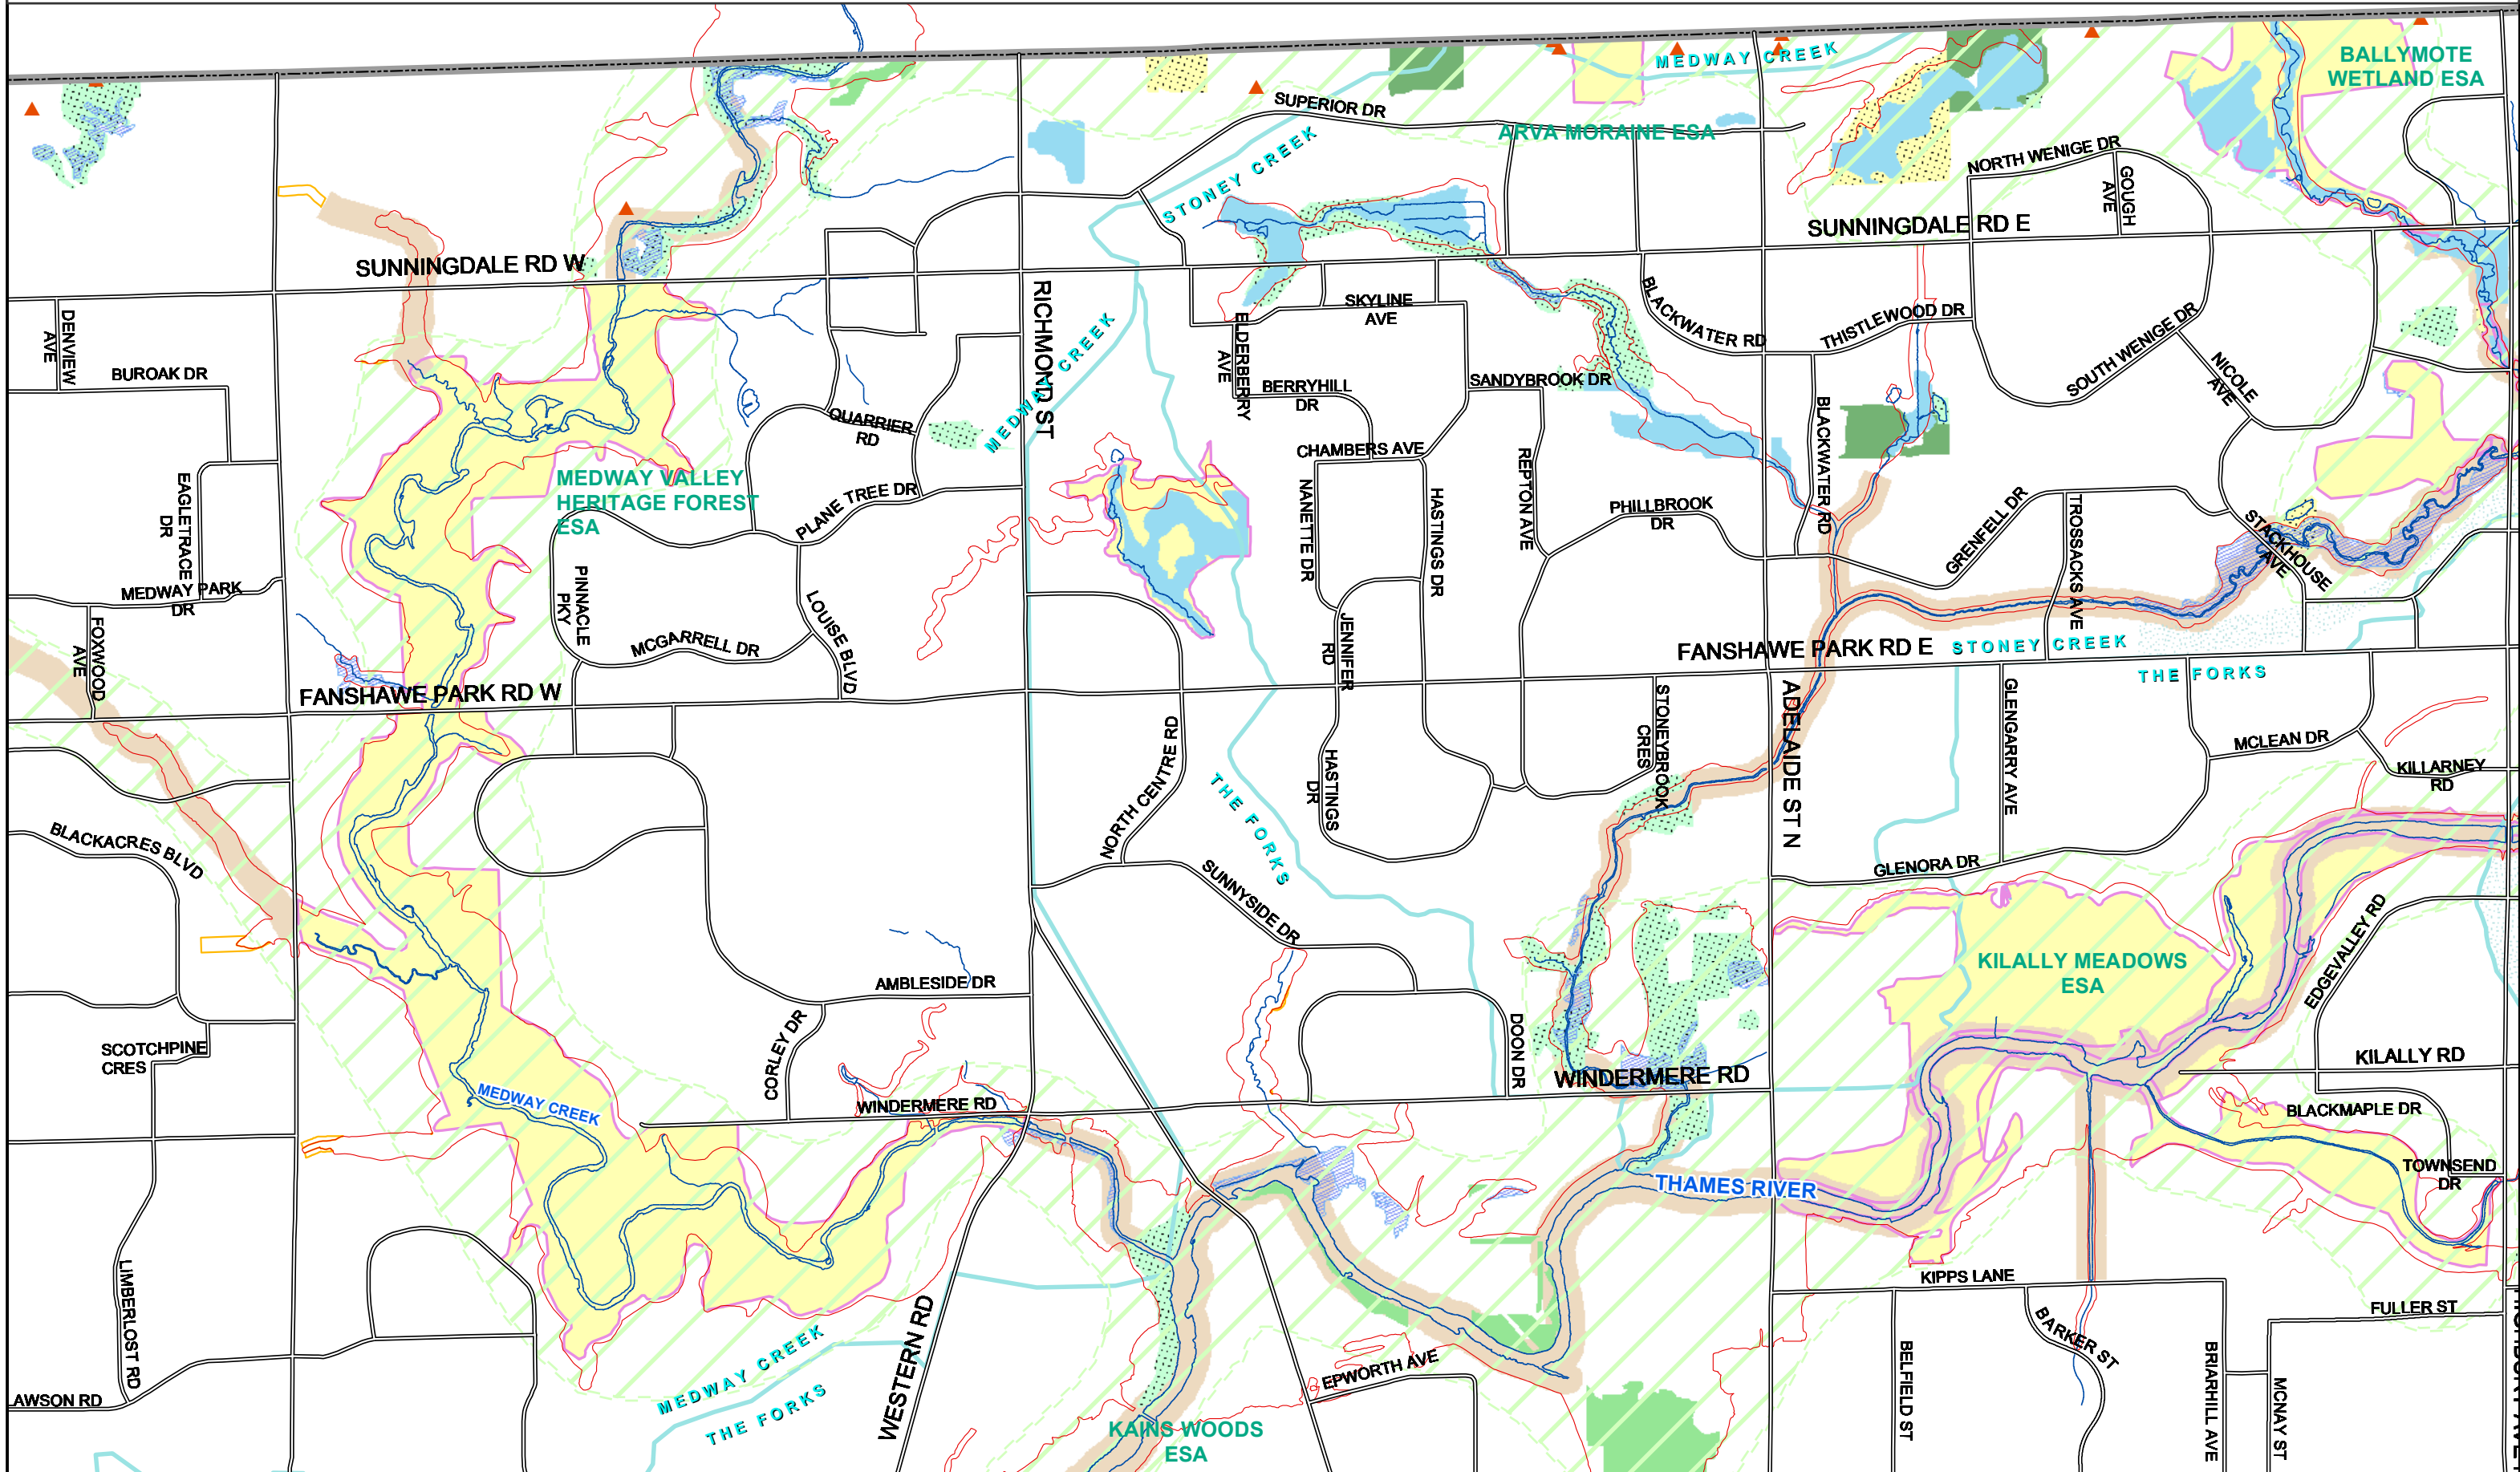 BALLYMOTE
WETLAND ESA
MEDWAY CREEK
SUPERIOR DR
ARVA MORAINE ESA
STONEY CREEK
NORTH WENIGE DR
GOUGH
AVE
SUNNINGDALE RD E
SUNNINGDALE RD W
RICHMOND ST
MEDWAY CREEK
DENVIEW
AVE
BUROAK DR
SKYLINE
AVE
ELDERBERRY
AVE
BERRYHILL
DR
SANDYBROOK DR
BLACKWATER RD
THISTLEWOOD DR
SOUTH WENIGE DR
NICOLE
AVE
QUARRIER
RD
BLACKWATER RD
CHAMBERS AVE
MEDWAY VALLEY
HERITAGE FOREST
ESA
PLANE TREE DR
EAGLETRACE
DR
NANETTE DR
HASTINGS DR
REPTON AVE
PHILLBROOK
DR
GRENFELL DR
TROSSACKS AVE
STACKHOUSE
AVE
MEDWAY PARK
DR
PINNACLE
PKY
LOUISE BLVD
MCGARRELL DR
FOXWOOD
AVE
JENNIFER
RD
FANSHAWE PARK RD E
STONEY CREEK
THE FORKS
FANSHAWE PARK RD W
STONEYBROOK
CRES
ADELAIDE ST N
GLENGARRY AVE
MCLEAN DR
KILLARNEY
RD
NORTH CENTRE RD
HASTINGS
DR
THE FORKS
BLACKACRES BLVD
SUNNYSIDE DR
GLENORA DR
KILALLY MEADOWS
ESA
EDGEVALLEY RD
AMBLESIDE DR
CORLEY DR
DOON DR
SCOTCHPINE
CRES
KILALLY RD
WINDERMERE RD
MEDWAY CREEK
WINDERMERE RD
BLACKMAPLE DR
TOWNSEND
DR
THAMES RIVER
LIMBERLOST RD
KIPPS LANE
FULLER ST
BARKER ST
WESTERN RD
MEDWAY CREEK
THE FORKS
EPWORTH AVE
BELFIELD ST
BRIARHILL AVE
MCNAY ST
AWSON RD
KAINS WOODS
ESA